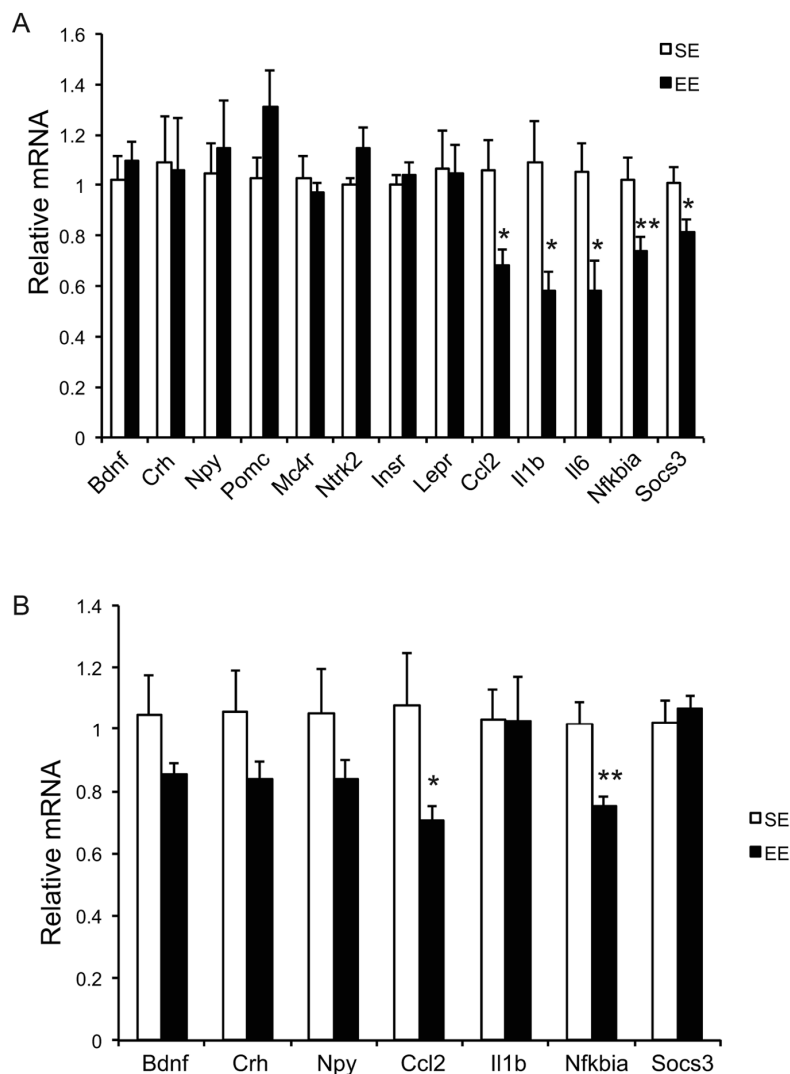 A
Relative mRNA
1.6
1.4
1.2
1
0.8
0.6
0.4
0.2
0
SE
EE
*
*
*
**
*
Bdnf Crh Npy Pomc Mc4r Ntrk2 Insr Lepr Ccl2 Il1b Il6 Nfkbia Socs3
B
Relative mRNA
1.4
1.2
1
0.8
0.6
0.4
0.2
0
*
**
SE
EE
Bdnf Crh Npy Ccl2 Il1b Nfkbia Socs3